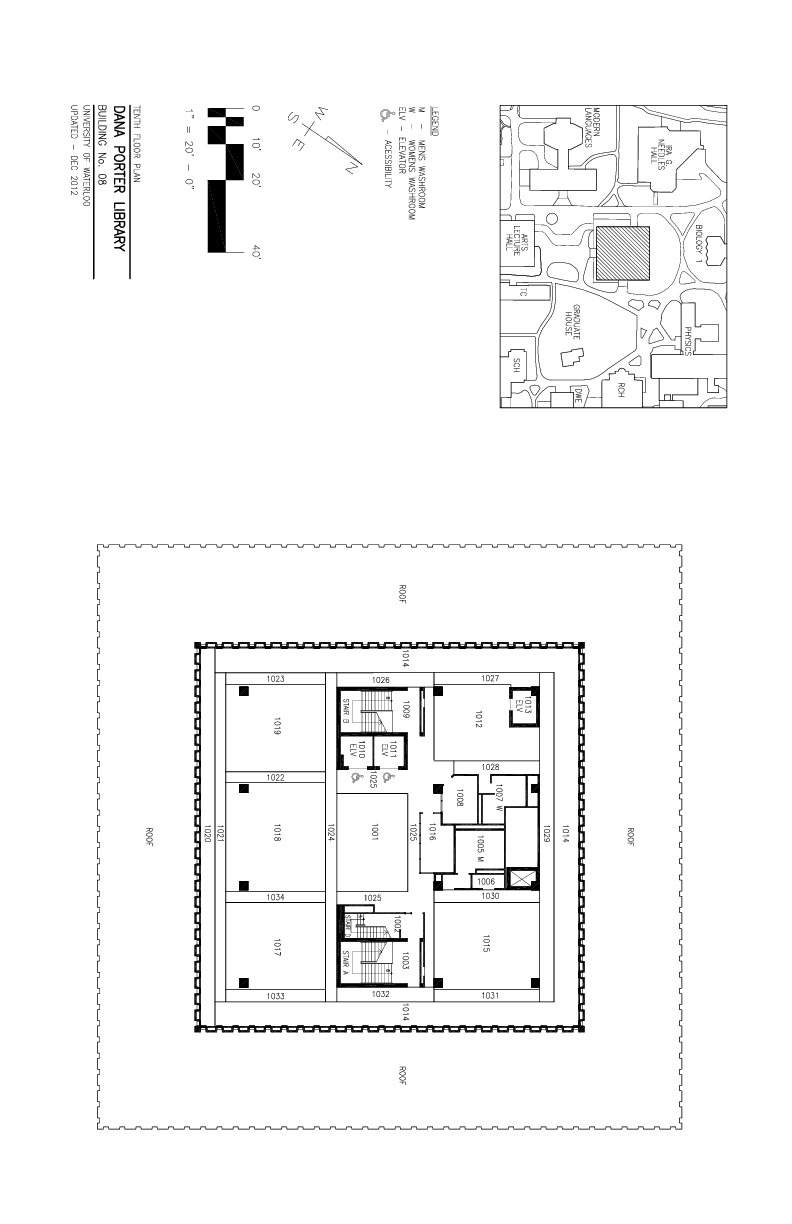 TENTH FLOOR PLAN
DANA PORTER LIBRARY
BUILDING No. 08
UNIVERSITY OF WATERLOO
UPDATED – DEC 2012
0
10'
20'
40'
1" = 20' – 0"
N
E
S
W
LEGEND
M – MENS WASHROOM
W – WOMENS WASHROOM
ELV – ELEVATOR
– ACESSIBILITY
MODERN
LANGUAGES
IRA G.
NEEDLES
HALL
BIOLOGY 1
ARTS
LECTURE
HALL
TC
GRADUATE
HOUSE
PHYSICS
SCH
DWE
RCH
ROOF
ROOF
ROOF
ROOF
1014
1014
1014
1023
1026
1027
1013
ELV
1012
1009
STAIR B
1019
1010
ELV
1011
ELV
1025
1022
1028
1007 W
1008
1020
1021
1018
1024
1001
1025
1016
1005 M
1029
1006
1034
1025
1030
1002
STAIR D
1017
1003
STAIR A
1015
1033
1032
1031